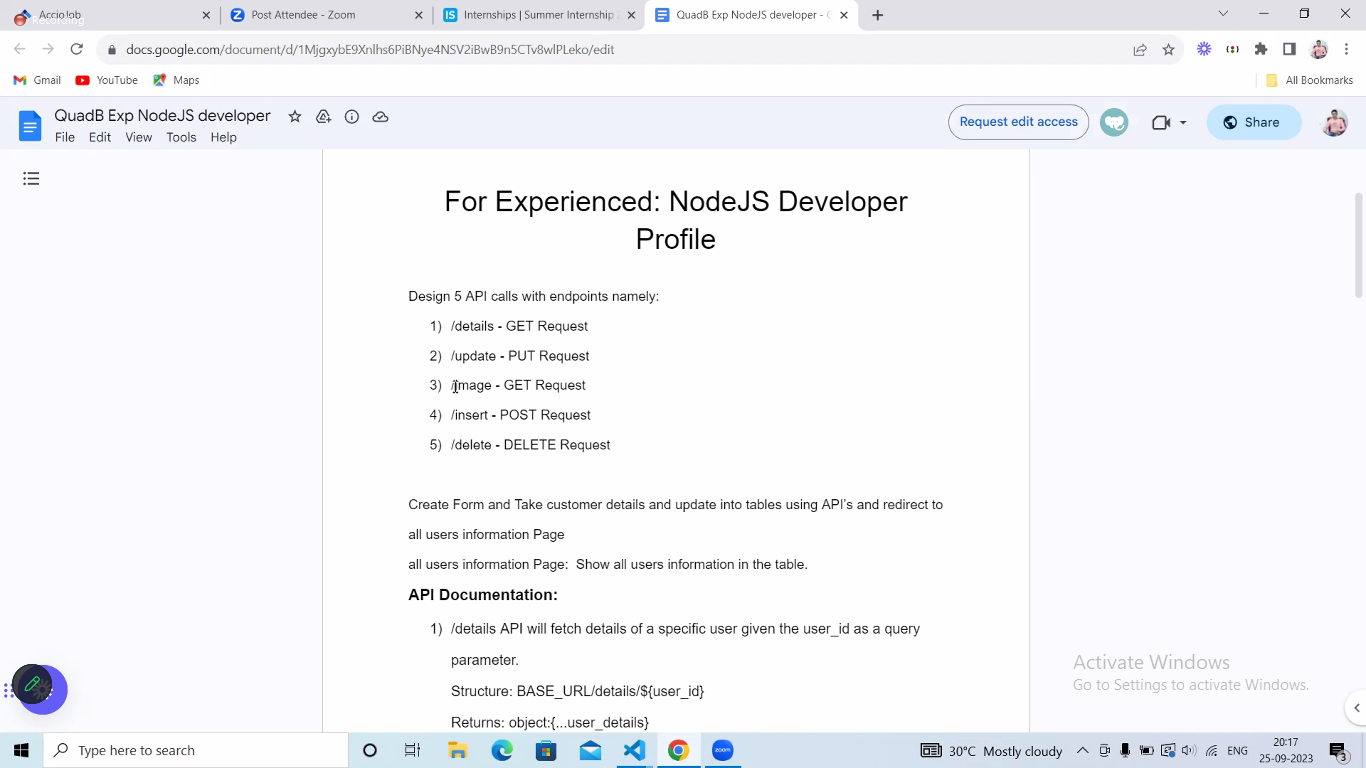 AccioJob
Recording
Post Attendee - Zoom
Internships | Summer Internship
QuadB Exp NodeJS developer - G
docs.google.com/document/d/1MjgxybE9Xnlhs6PiBNye4NSV2iBwB9n5CTv8wlPLeko/edit
Gmail
YouTube
Maps
All Bookmarks
QuadB Exp NodeJS developer
File Edit View Tools Help
Request edit access
Share
For Experienced: NodeJS Developer
Profile
Design 5 API calls with endpoints namely:
1) /details - GET Request
2) /update - PUT Request
3) /image - GET Request
4) /insert - POST Request
5) /delete - DELETE Request
Create Form and Take customer details and update into tables using API's and redirect to
all users information Page
all users information Page: Show all users information in the table.
API Documentation:
1) /details API will fetch details of a specific user given the user_id as a query
parameter.
Structure: BASE_URL/details/${user_id}
Returns: object:{...user_details}
Activate Windows
Go to Settings to activate Windows.
Type here to search
zoom
30°C Mostly cloudy
ENG
20:17
25-09-2023
3